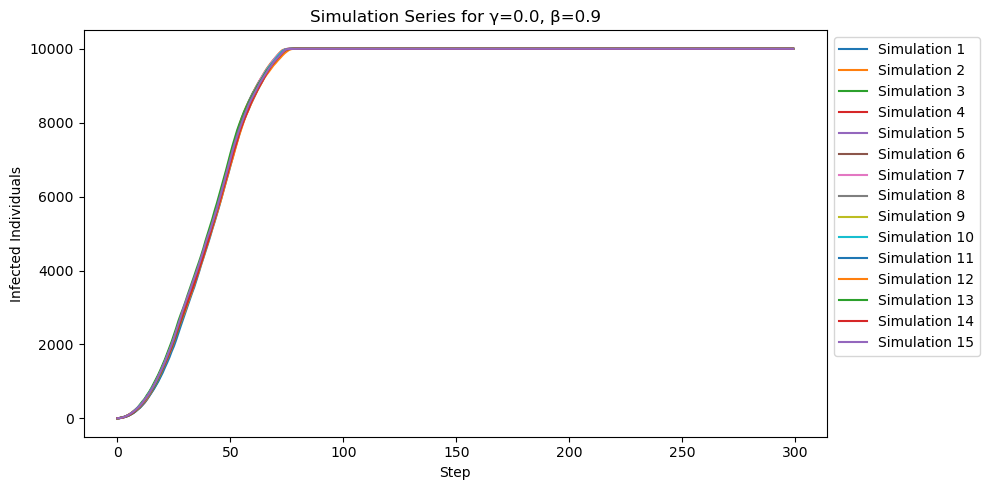 Simulation Series for γ=0.0, β=0.9
10000
8000
6000
4000
2000
0
Infected Individuals
0 50 100 150 200 250 300
Step
Simulation 1
Simulation 2
Simulation 3
Simulation 4
Simulation 5
Simulation 6
Simulation 7
Simulation 8
Simulation 9
Simulation 10
Simulation 11
Simulation 12
Simulation 13
Simulation 14
Simulation 15